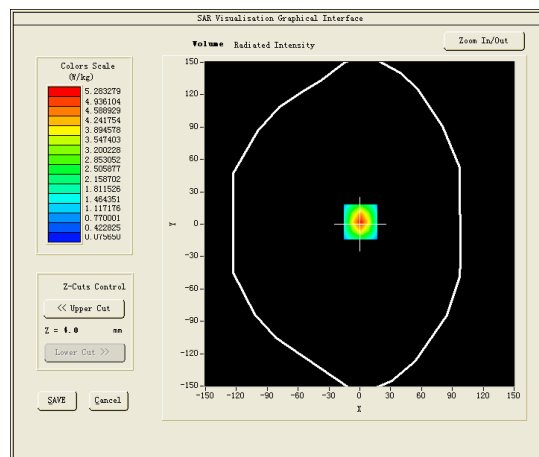 SAR Visualisation Graphical Interface
Volume Radiated Intensity
Zoom In/Out
Colors Scale
(W/kg)
5.283279
4.936104
4.588929
4.241754
3.894578
3.547403
3.200228
2.853052
2.505877
2.158702
1.811526
1.464351
1.117176
0.770001
0.422825
0.075650
Z-Cuts Control
<< Upper Cut
Z = 4.0 mm
Lower Cut >>
SAVE Cancel
150
120
90
60
30
0
-30
-60
-90
-120
-150
Y
-150 -120 -90 -60 -30 0 30 60 90 120 150
X